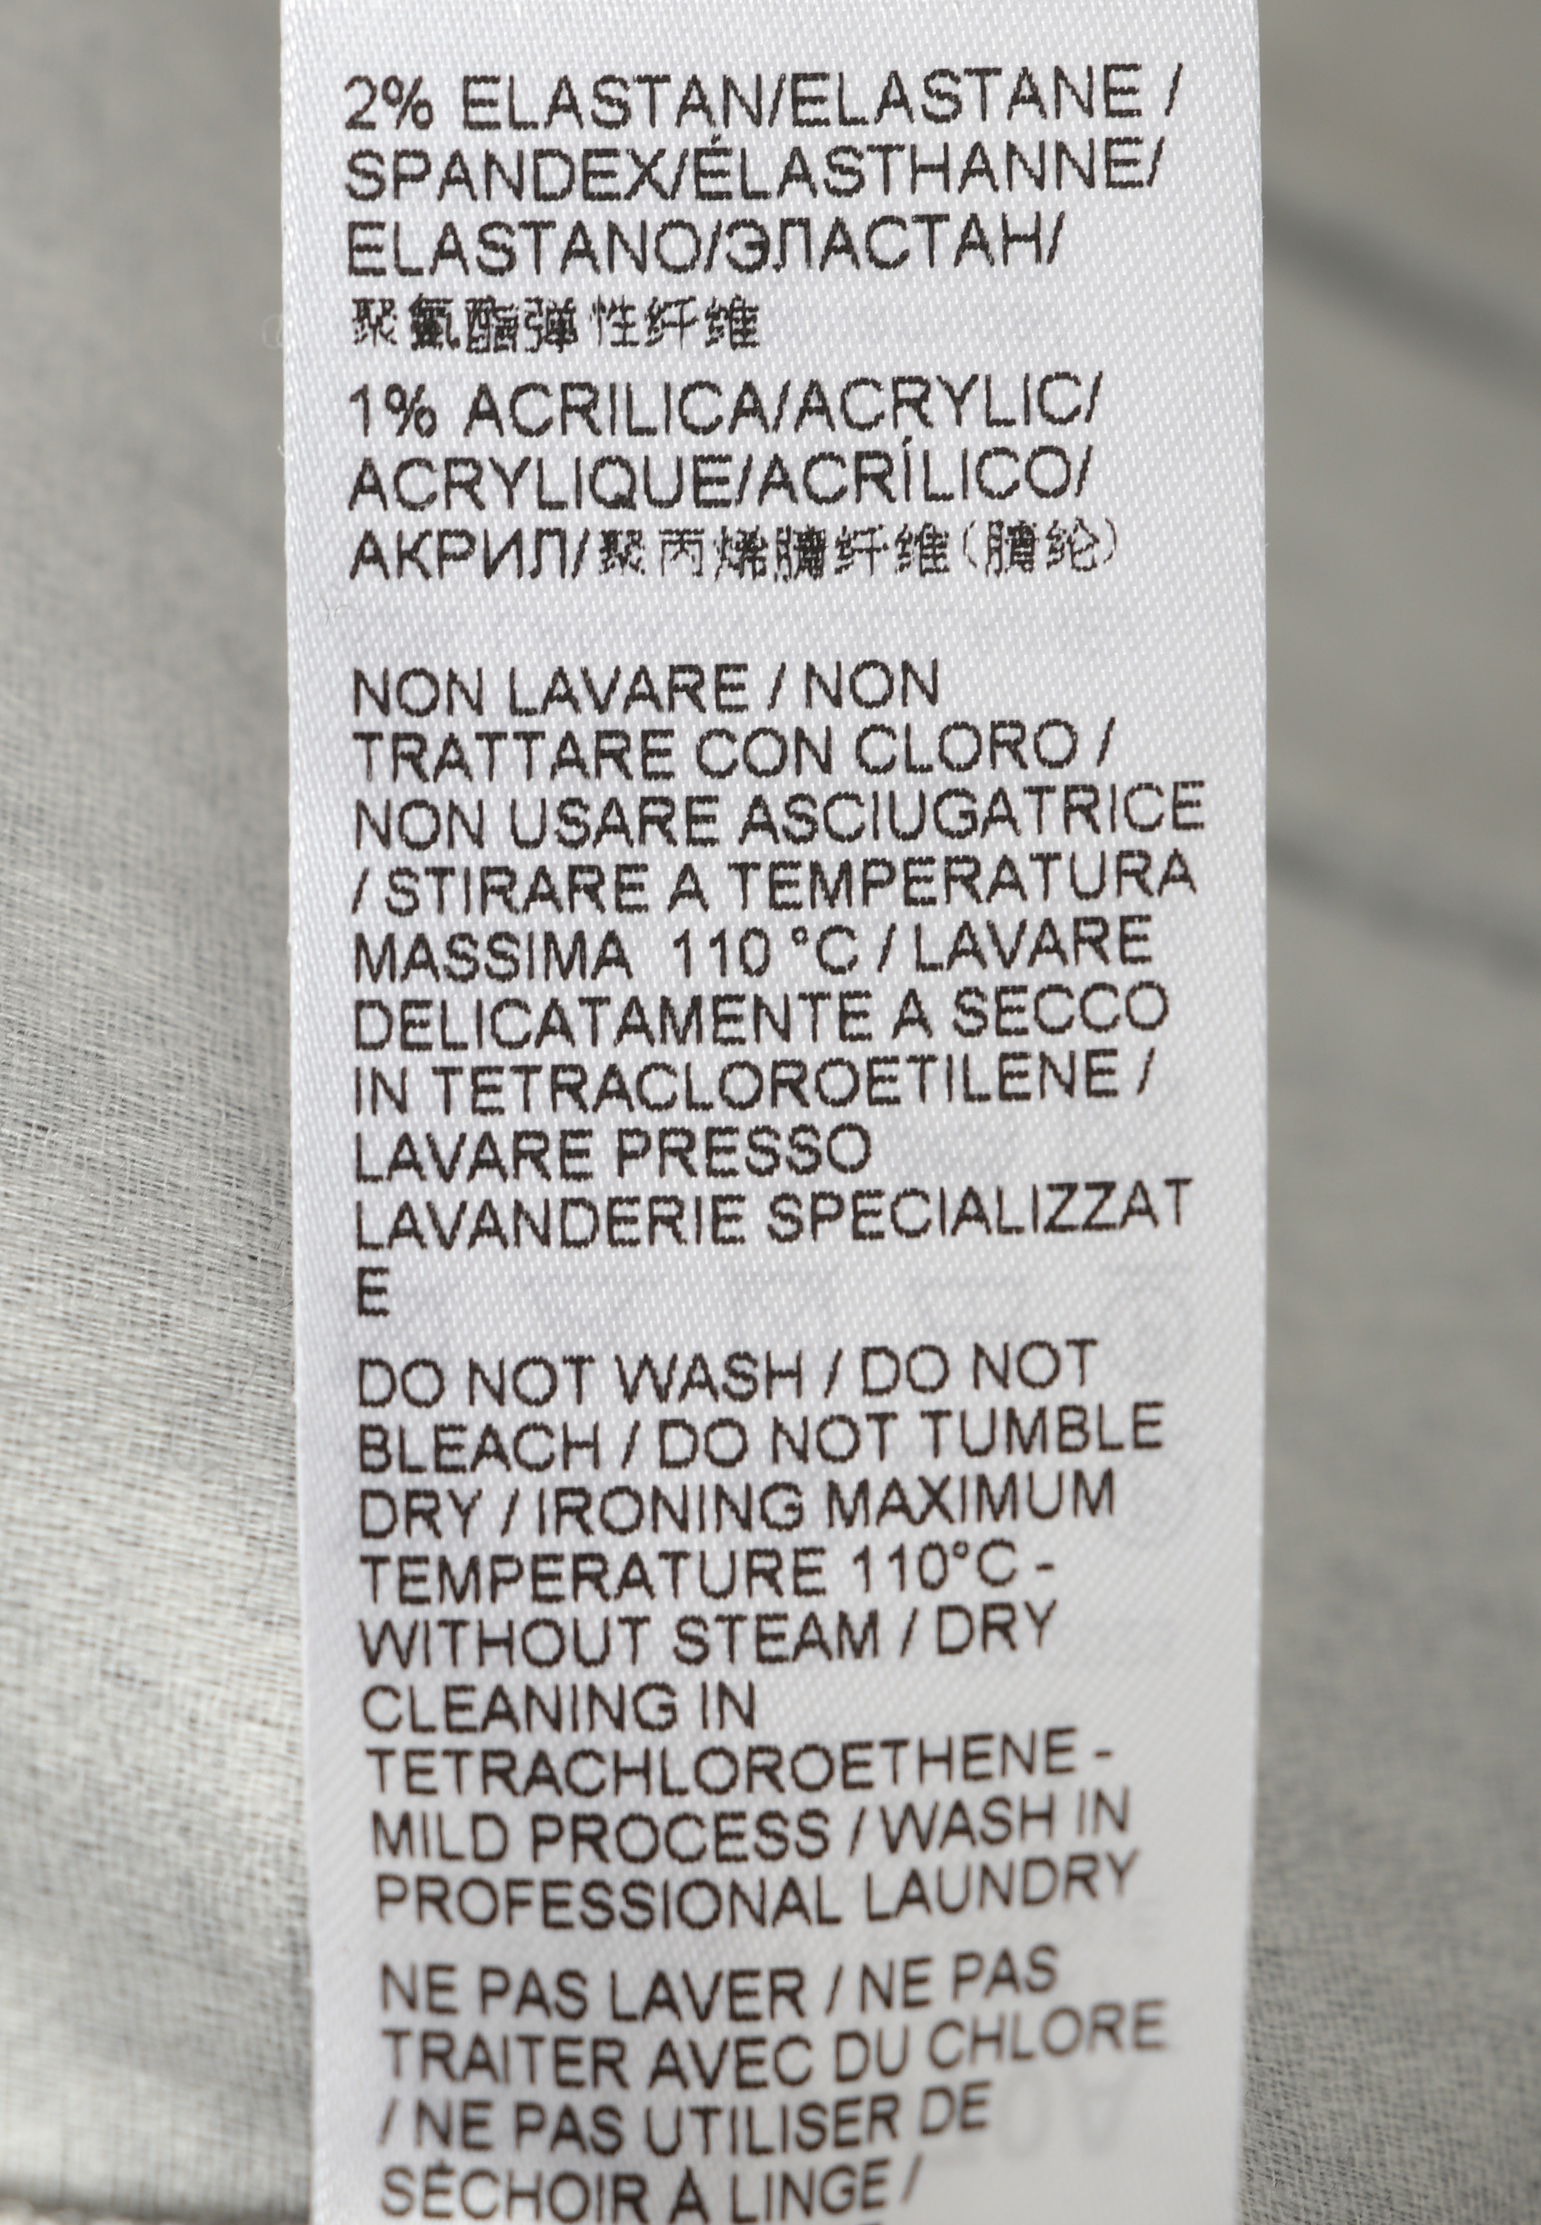 2% ELASTAN/ELASTANE /
SPANDEX/ÉLASTHANNE/
ELASTANO/ЭЛАСТАН/
聚氨酯弹性纤维
1% ACRILICA/ACRYLIC/
ACRYLIQUE/ACRÍLICO/
АКРИЛ/聚丙烯腈纤维(腈纶)
NON LAVARE / NON
TRATTARE CON CLORO /
NON USARE ASCIUGATRICE
/ STIRARE A TEMPERATURA
MASSIMA 110 °C / LAVARE
DELICATAMENTE A SECCO
IN TETRACLOROETILENE /
LAVARE PRESSO
LAVANDERIE SPECIALIZZAT
E
DO NOT WASH / DO NOT
BLEACH / DO NOT TUMBLE
DRY / IRONING MAXIMUM
TEMPERATURE 110°C -
WITHOUT STEAM / DRY
CLEANING IN
TETRACHLOROETHENE -
MILD PROCESS / WASH IN
PROFESSIONAL LAUNDRY
NE PAS LAVER / NE PAS
TRAITER AVEC DU CHLORE
/ NE PAS UTILISER DE
SÉCHOIR À LINGE /